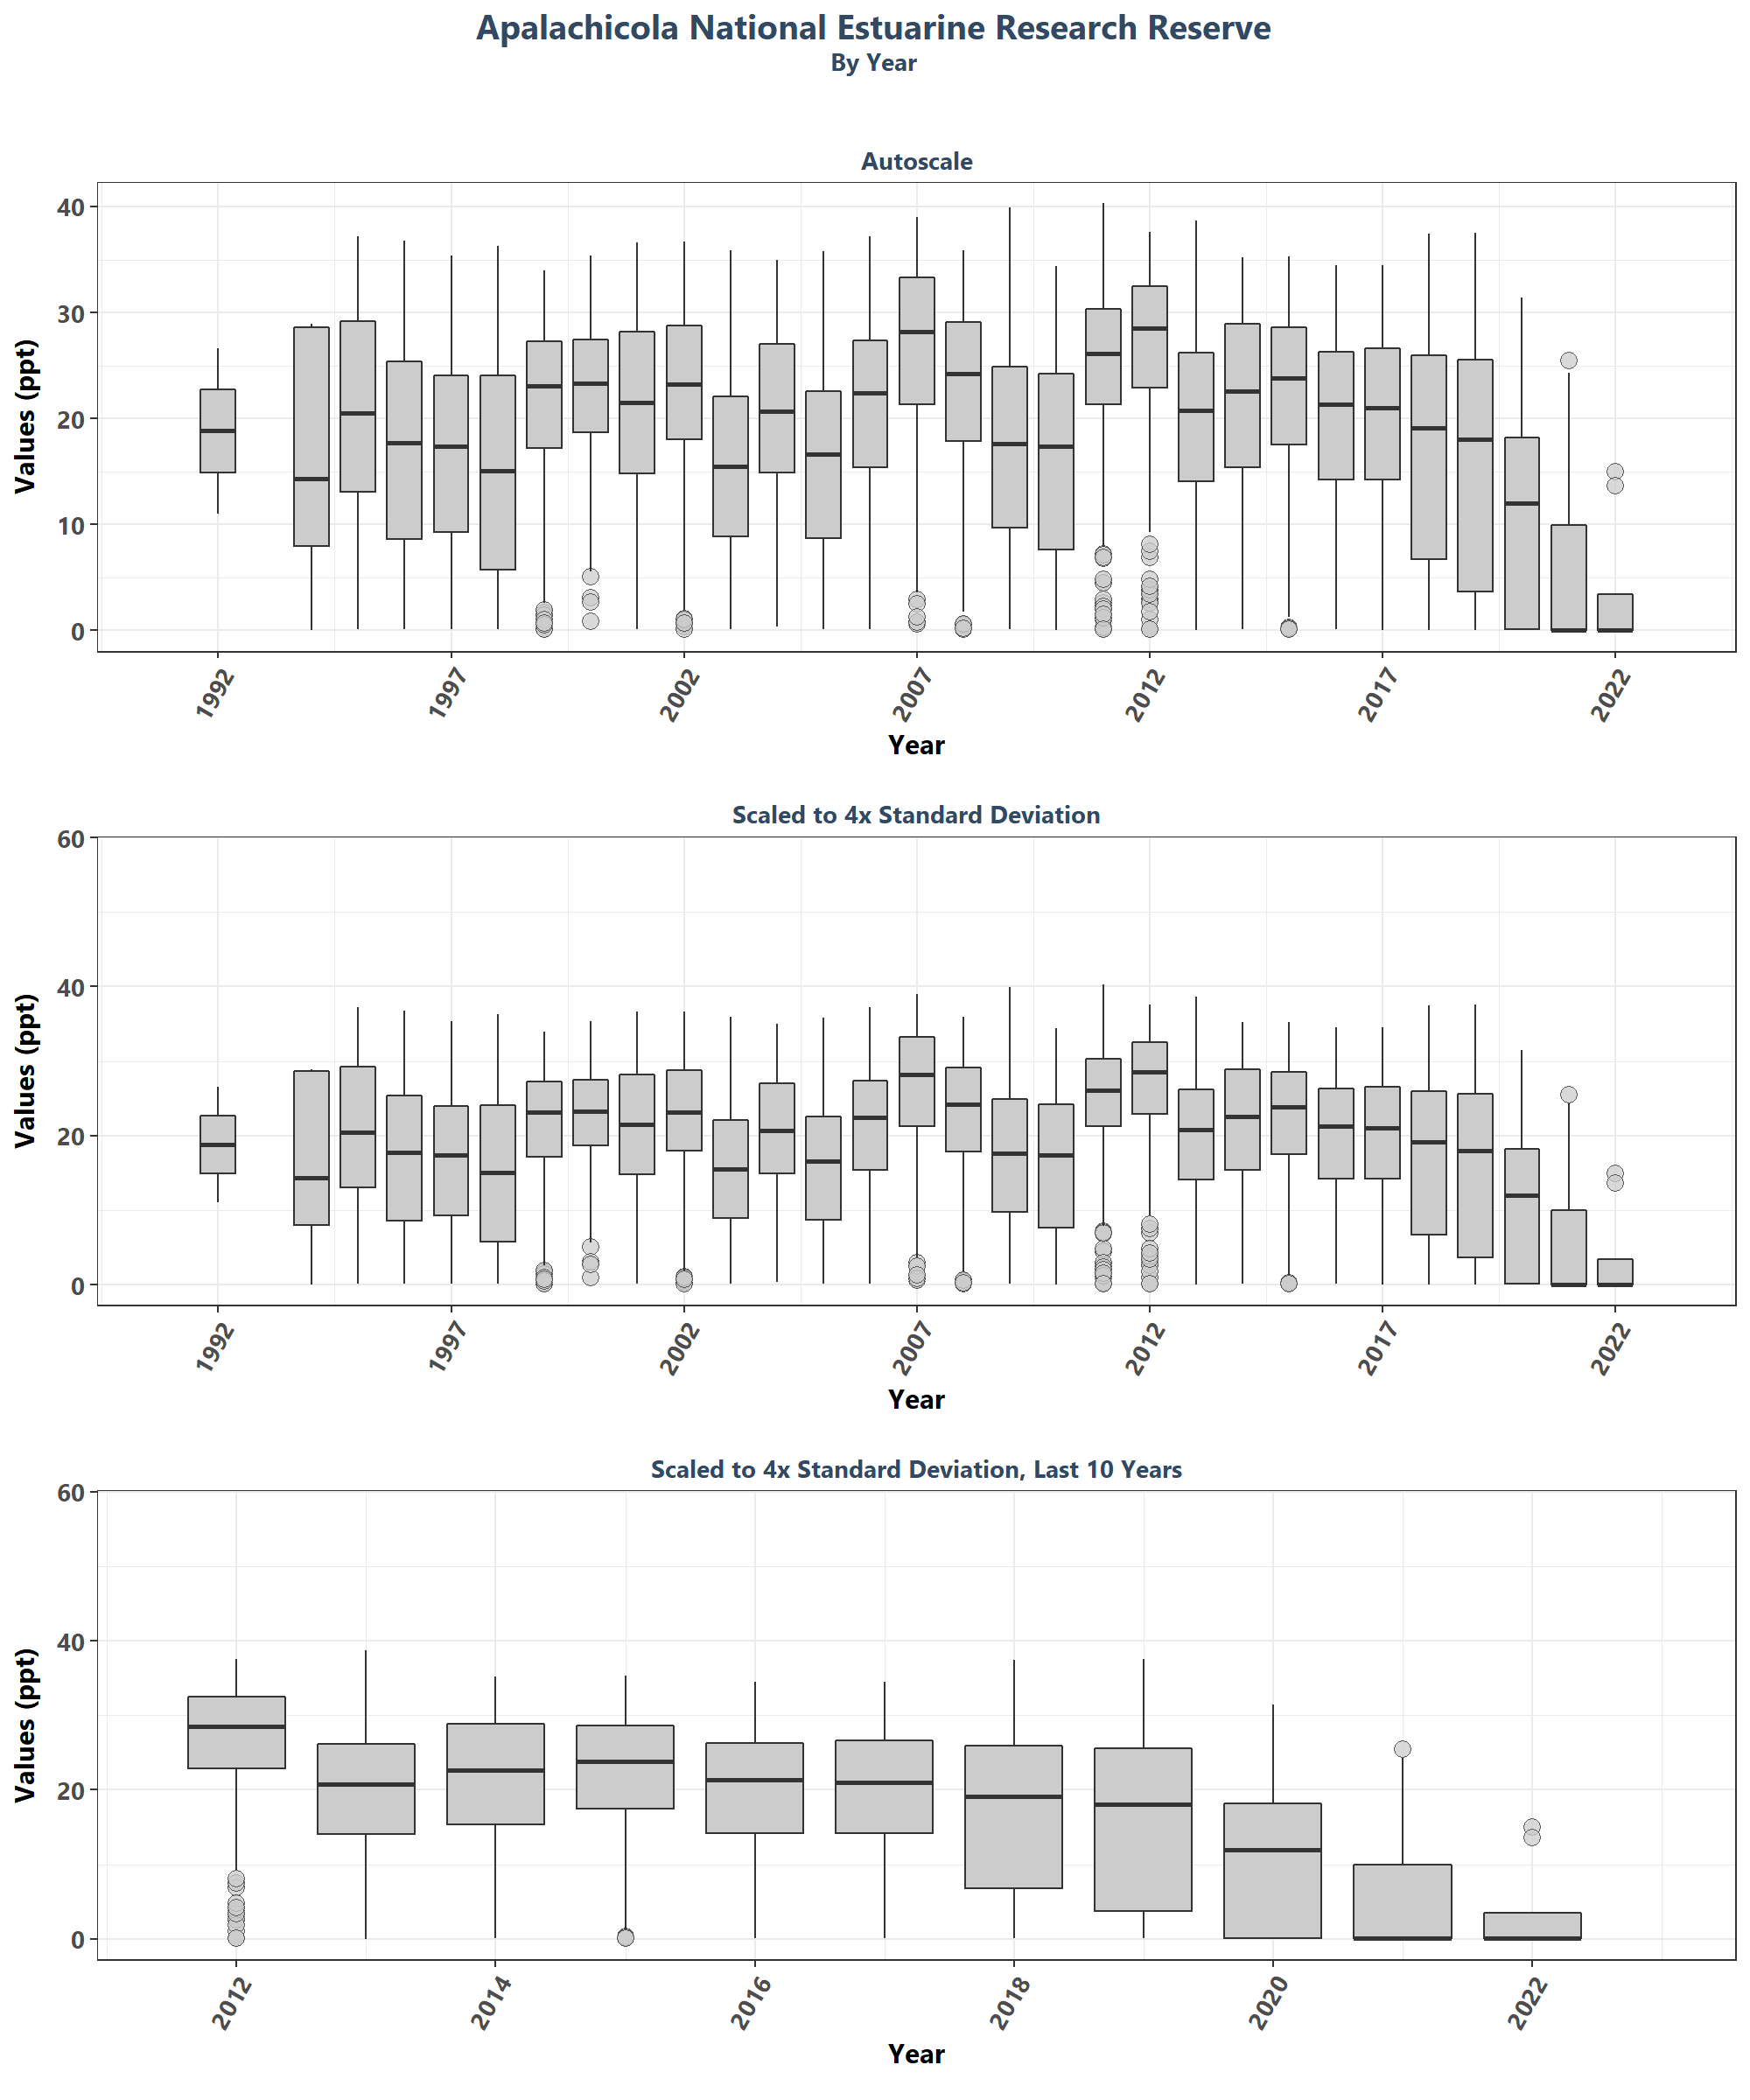 Apalachicola National Estuarine Research Reserve
By Year
Autoscale
Values (ppt)
40
30
20
10
0
1992 1997 2002 2007 2012 2017 2022
Year
Scaled to 4x Standard Deviation
Values (ppt)
60
40
20
0
1992 1997 2002 2007 2012 2017 2022
Year
Scaled to 4x Standard Deviation, Last 10 Years
Values (ppt)
60
40
20
0
2012 2014 2016 2018 2020 2022
Year